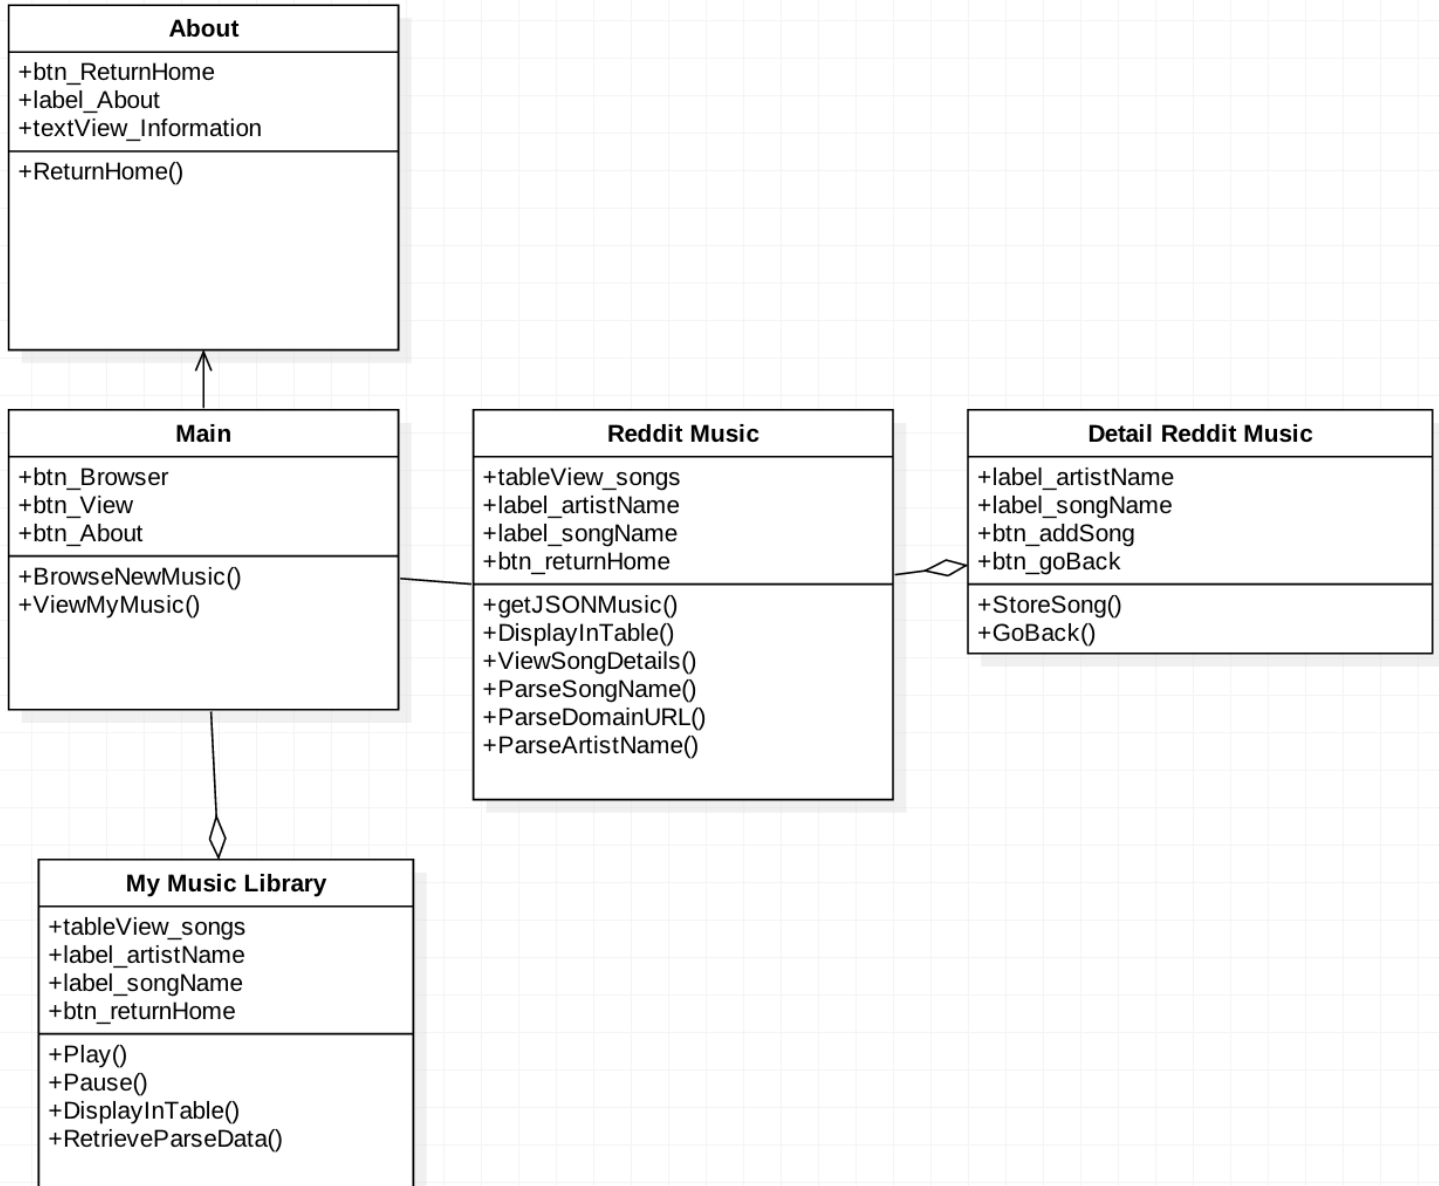 About
+btn_ReturnHome
+label_About
+textView_Information
+ReturnHome()
Main
+btn_Browser
+btn_View
+btn_About
+BrowseNewMusic()
+ViewMyMusic()
Reddit Music
+tableView_songs
+label_artistName
+label_songName
+btn_returnHome
+getJSONMusic()
+DisplayInTable()
+ViewSongDetails()
+ParseSongName()
+ParseDomainURL()
+ParseArtistName()
Detail Reddit Music
+label_artistName
+label_songName
+btn_addSong
+btn_goBack
+StoreSong()
+GoBack()
My Music Library
+tableView_songs
+label_artistName
+label_songName
+btn_returnHome
+Play()
+Pause()
+DisplayInTable()
+RetrieveParseData()